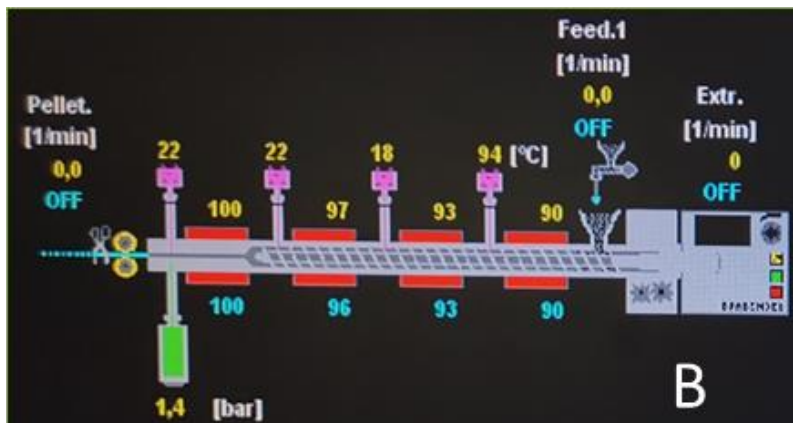 Feed.1
[1/min]
0,0
OFF
Pellet.
[1/min]
0,0
OFF
Extr.
[1/min]
0
OFF
22 22 18 94 [°C]
100 97 93 90
100 96 93 90
BRABENDER
1,4 [bar]
B